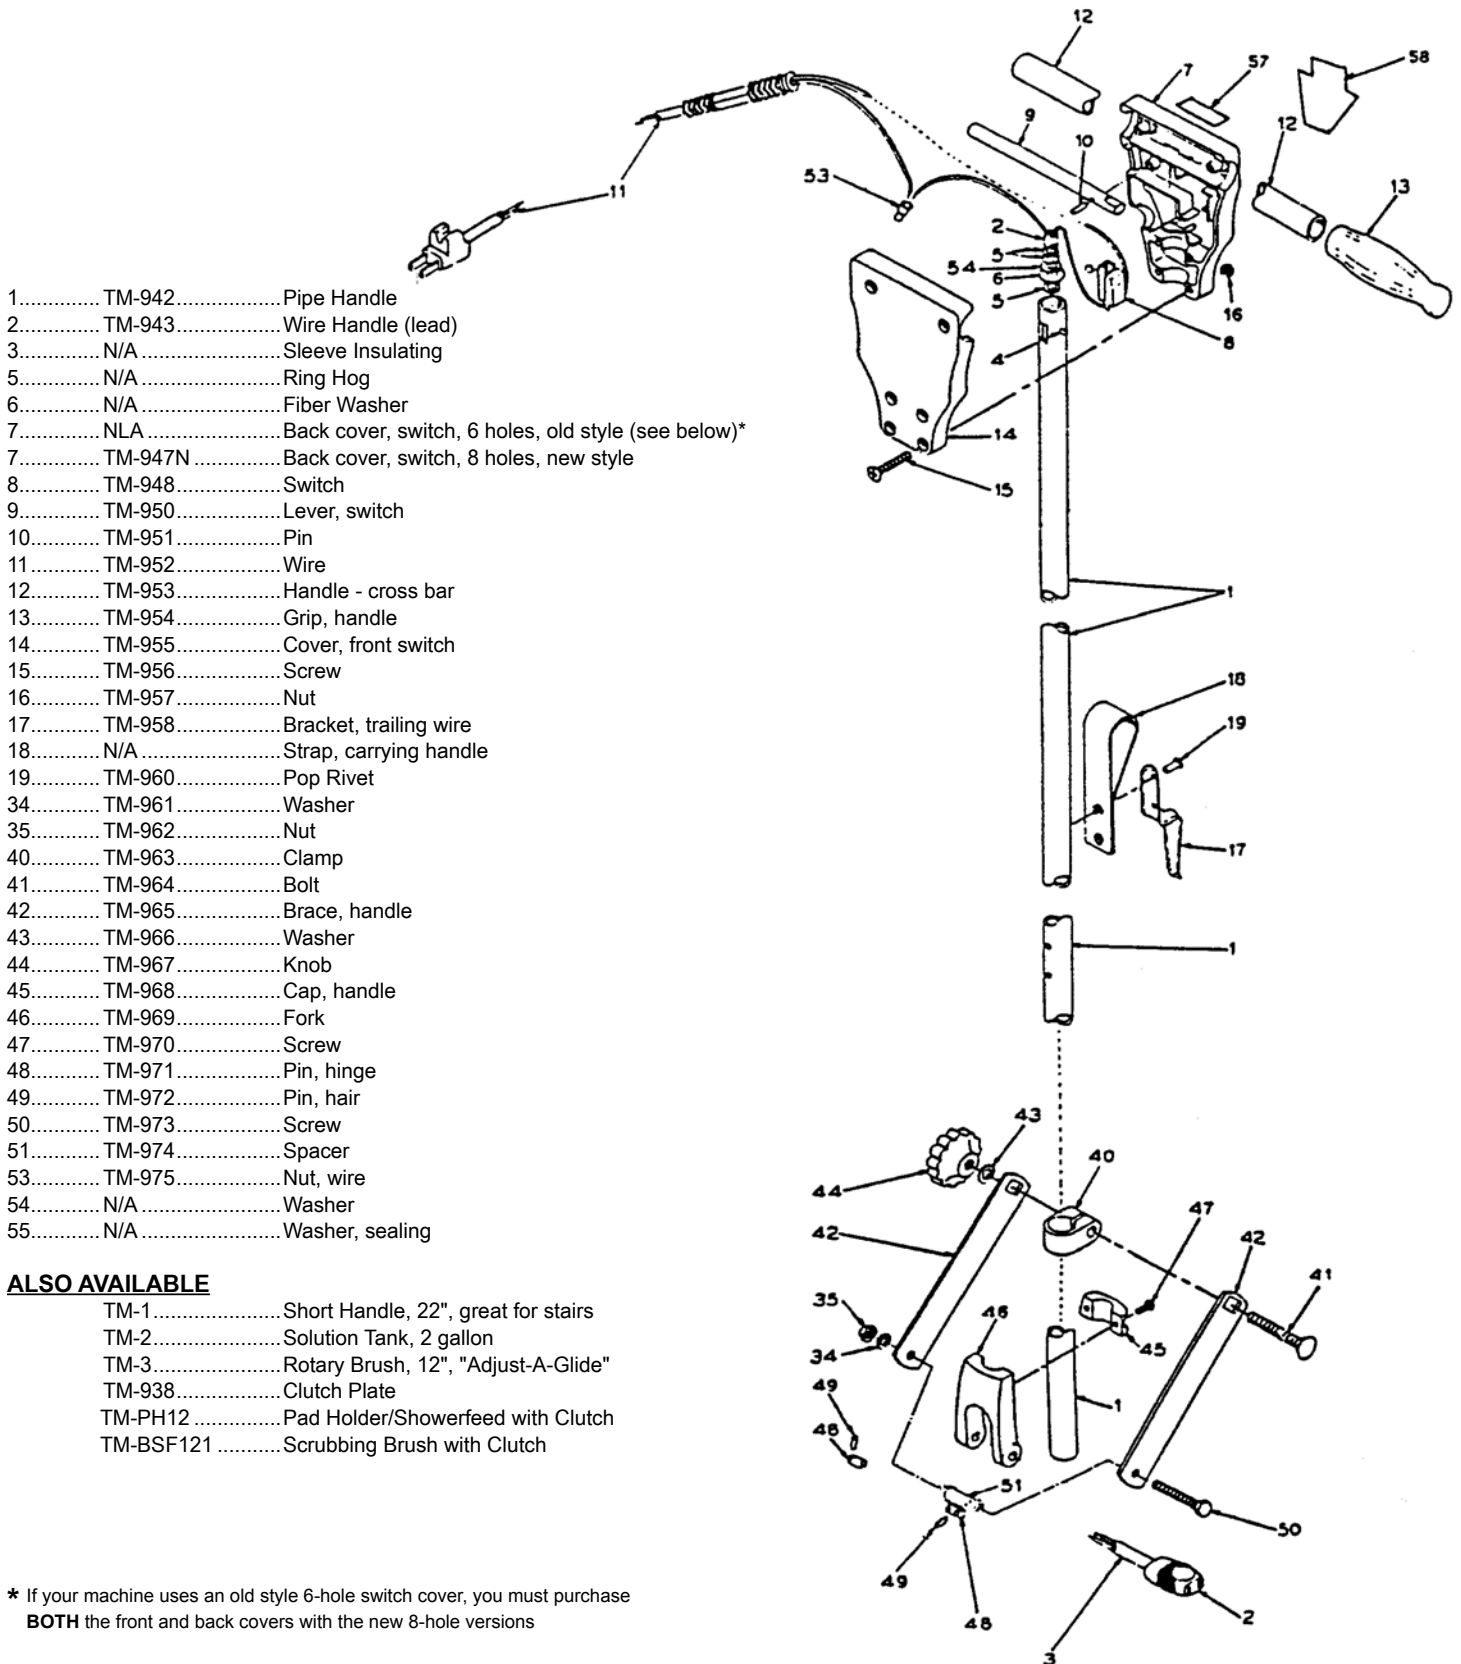 1............. TM-942..................Pipe Handle
2............. TM-943..................Wire Handle (lead)
3............. N/A ........................Sleeve Insulating
5............. N/A ........................Ring Hog
6............. N/A ........................Fiber Washer
7............. NLA .......................Back cover, switch, 6 holes, old style (see below)*
7............. TM-947N ...............Back cover, switch, 8 holes, new style
8............. TM-948..................Switch
9............. TM-950..................Lever, switch
10........... TM-951..................Pin
11............ TM-952..................Wire
12........... TM-953..................Handle - cross bar
13........... TM-954..................Grip, handle
14........... TM-955..................Cover, front switch
15........... TM-956..................Screw
16........... TM-957..................Nut
17........... TM-958..................Bracket, trailing wire
18........... N/A ........................Strap, carrying handle
19........... TM-960..................Pop Rivet
34........... TM-961..................Washer
35........... TM-962..................Nut
40........... TM-963..................Clamp
41........... TM-964..................Bolt
42........... TM-965..................Brace, handle
43........... TM-966..................Washer
44........... TM-967..................Knob
45........... TM-968..................Cap, handle
46........... TM-969..................Fork
47........... TM-970..................Screw
48........... TM-971..................Pin, hinge
49........... TM-972..................Pin, hair
50........... TM-973..................Screw
51........... TM-974..................Spacer
53........... TM-975..................Nut, wire
54........... N/A ........................Washer
55........... N/A ........................Washer, sealing
ALSO AVAILABLE
TM-1......................Short Handle, 22", great for stairs
TM-2......................Solution Tank, 2 gallon
TM-3......................Rotary Brush, 12", "Adjust-A-Glide"
TM-938..................Clutch Plate
TM-PH12 ...............Pad Holder/Showerfeed with Clutch
TM-BSF121 ...........Scrubbing Brush with Clutch
* If your machine uses an old style 6-hole switch cover, you must purchase
BOTH the front and back covers with the new 8-hole versions
12
58
7
57
9
10
12
53
13
11
2
5
54
6
5
16
8
4
14
15
1
18
19
17
1
43
40
44
47
42
42
41
35
46
34
45
49
1
48
51
50
49
48
2
3